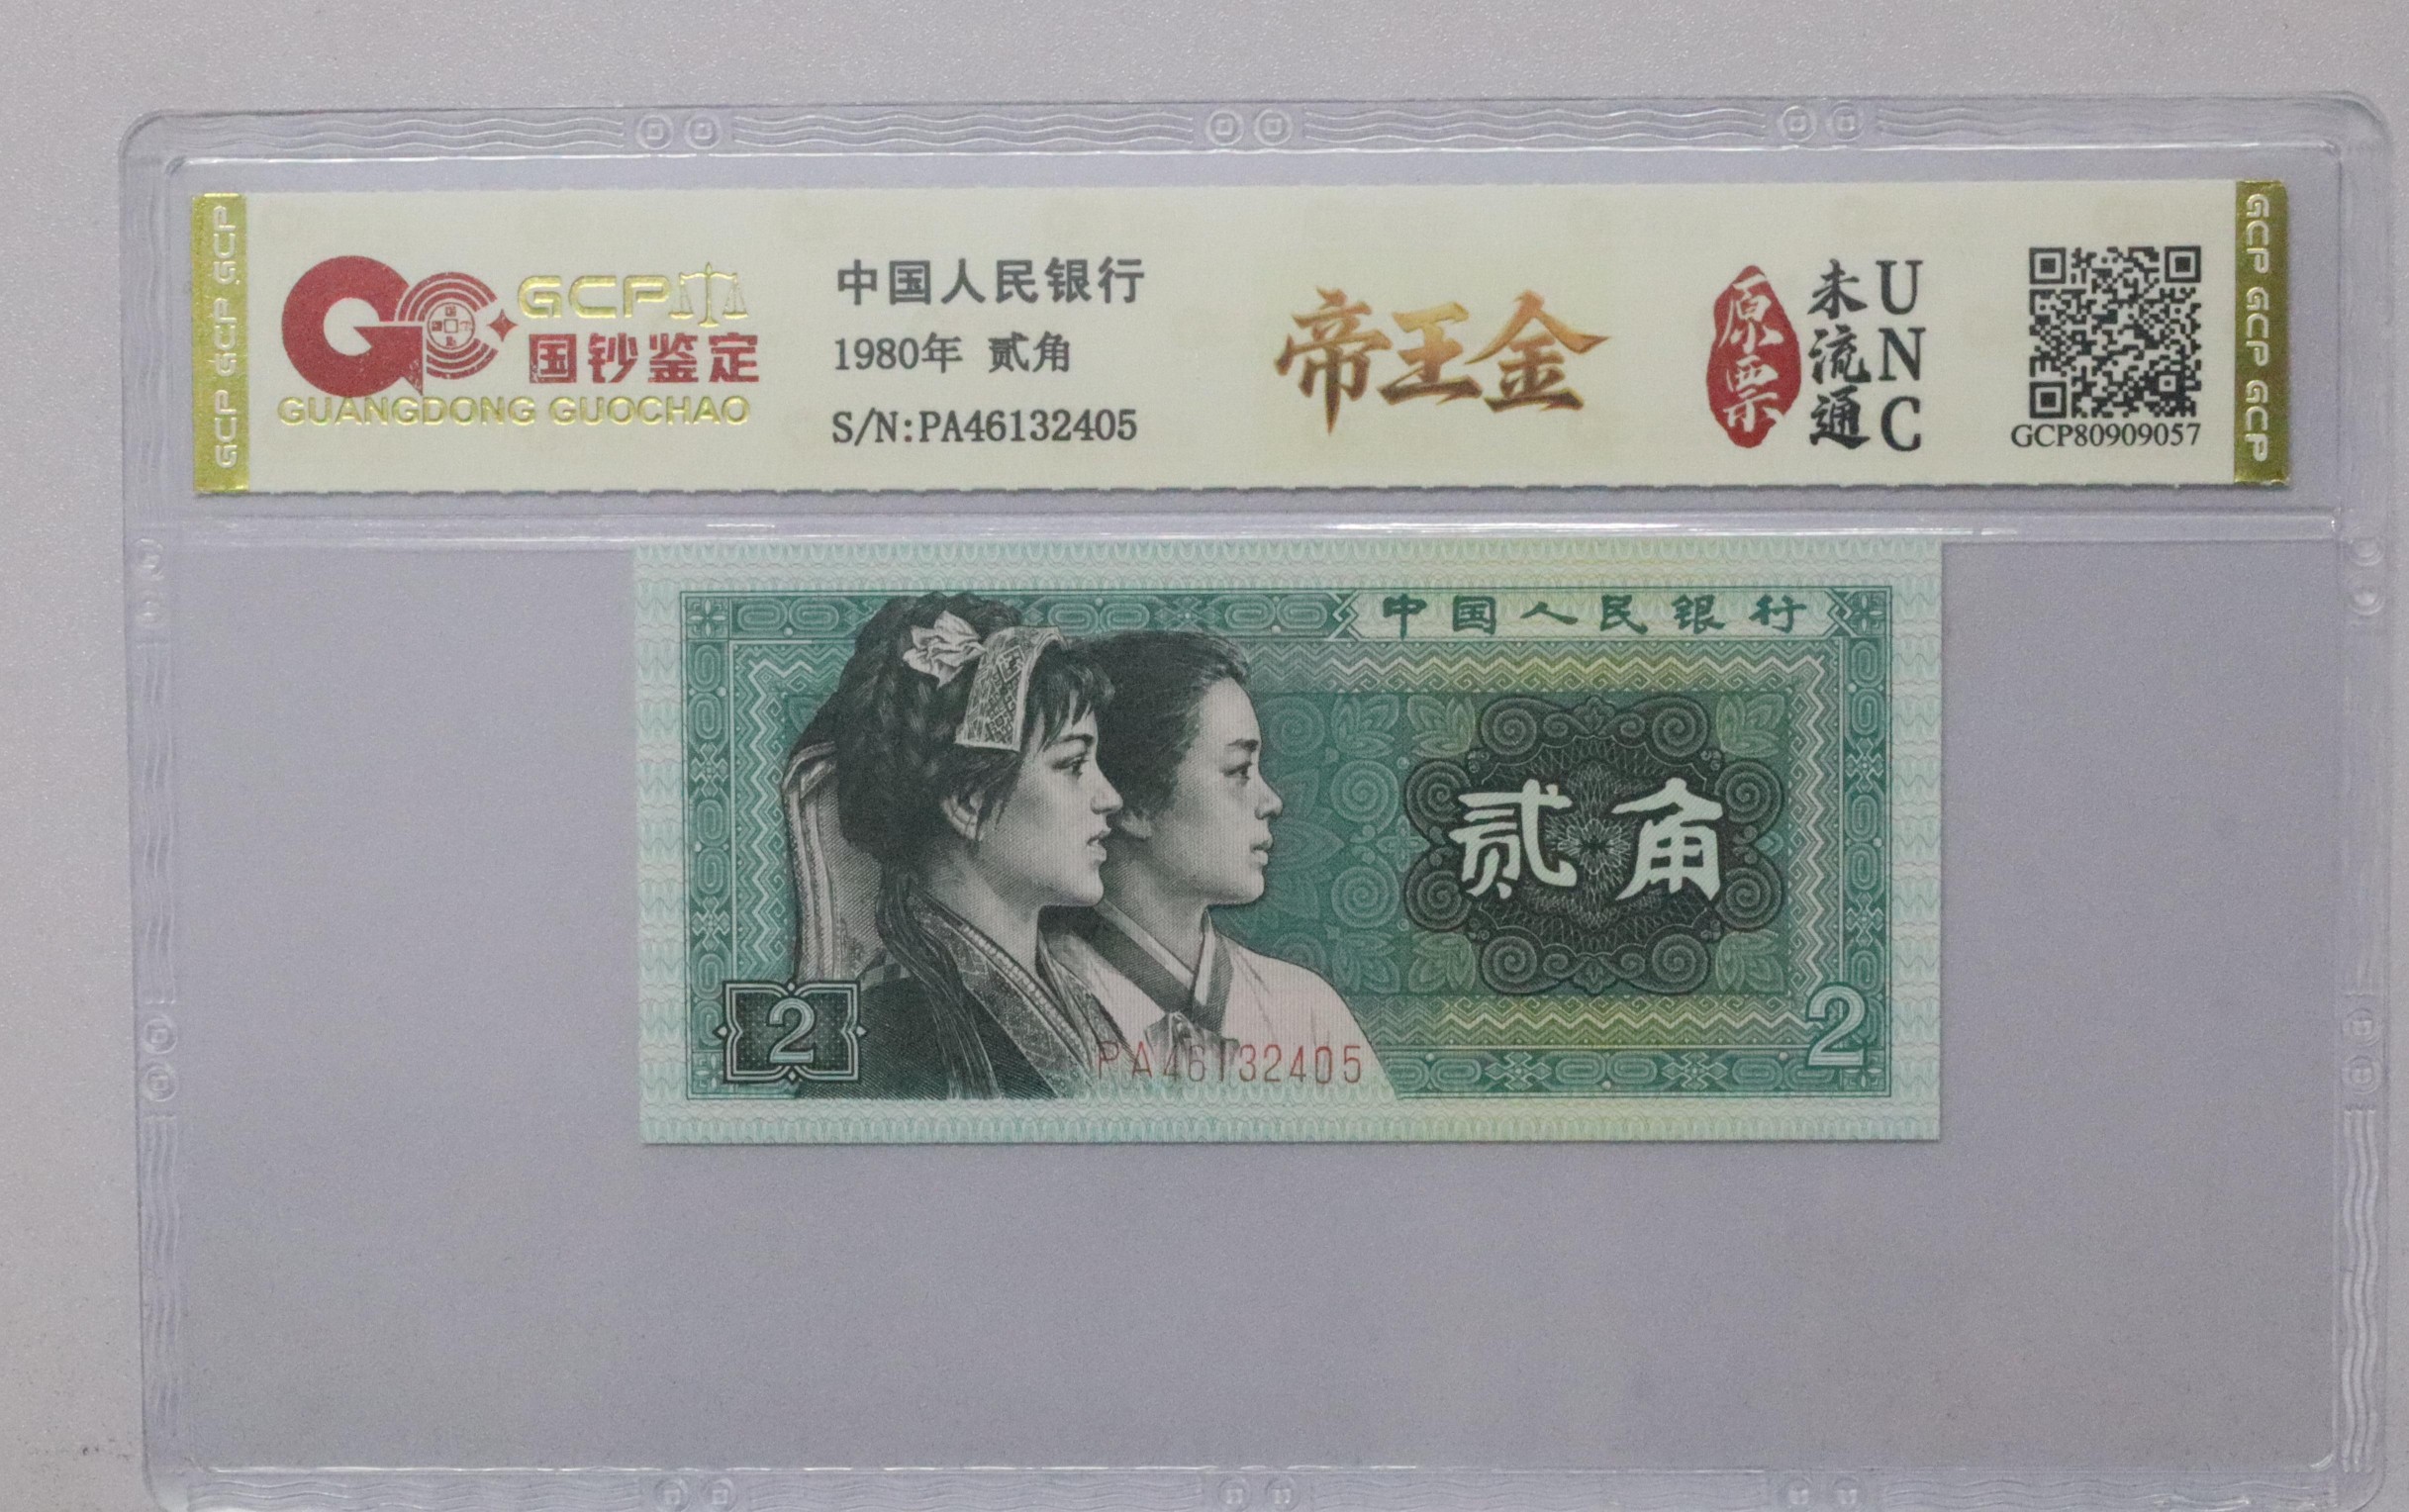 GCP GCP GCP
GCP
国钞鉴定
GUANGDONG GUOCHAO
中国人民银行
1980年 贰角
S/N:PA46132405
帝王金
原票
未流通
UNC
GCP80909057
GCP GCP GCP
中国人民银行
贰角
2
2
PA46132405